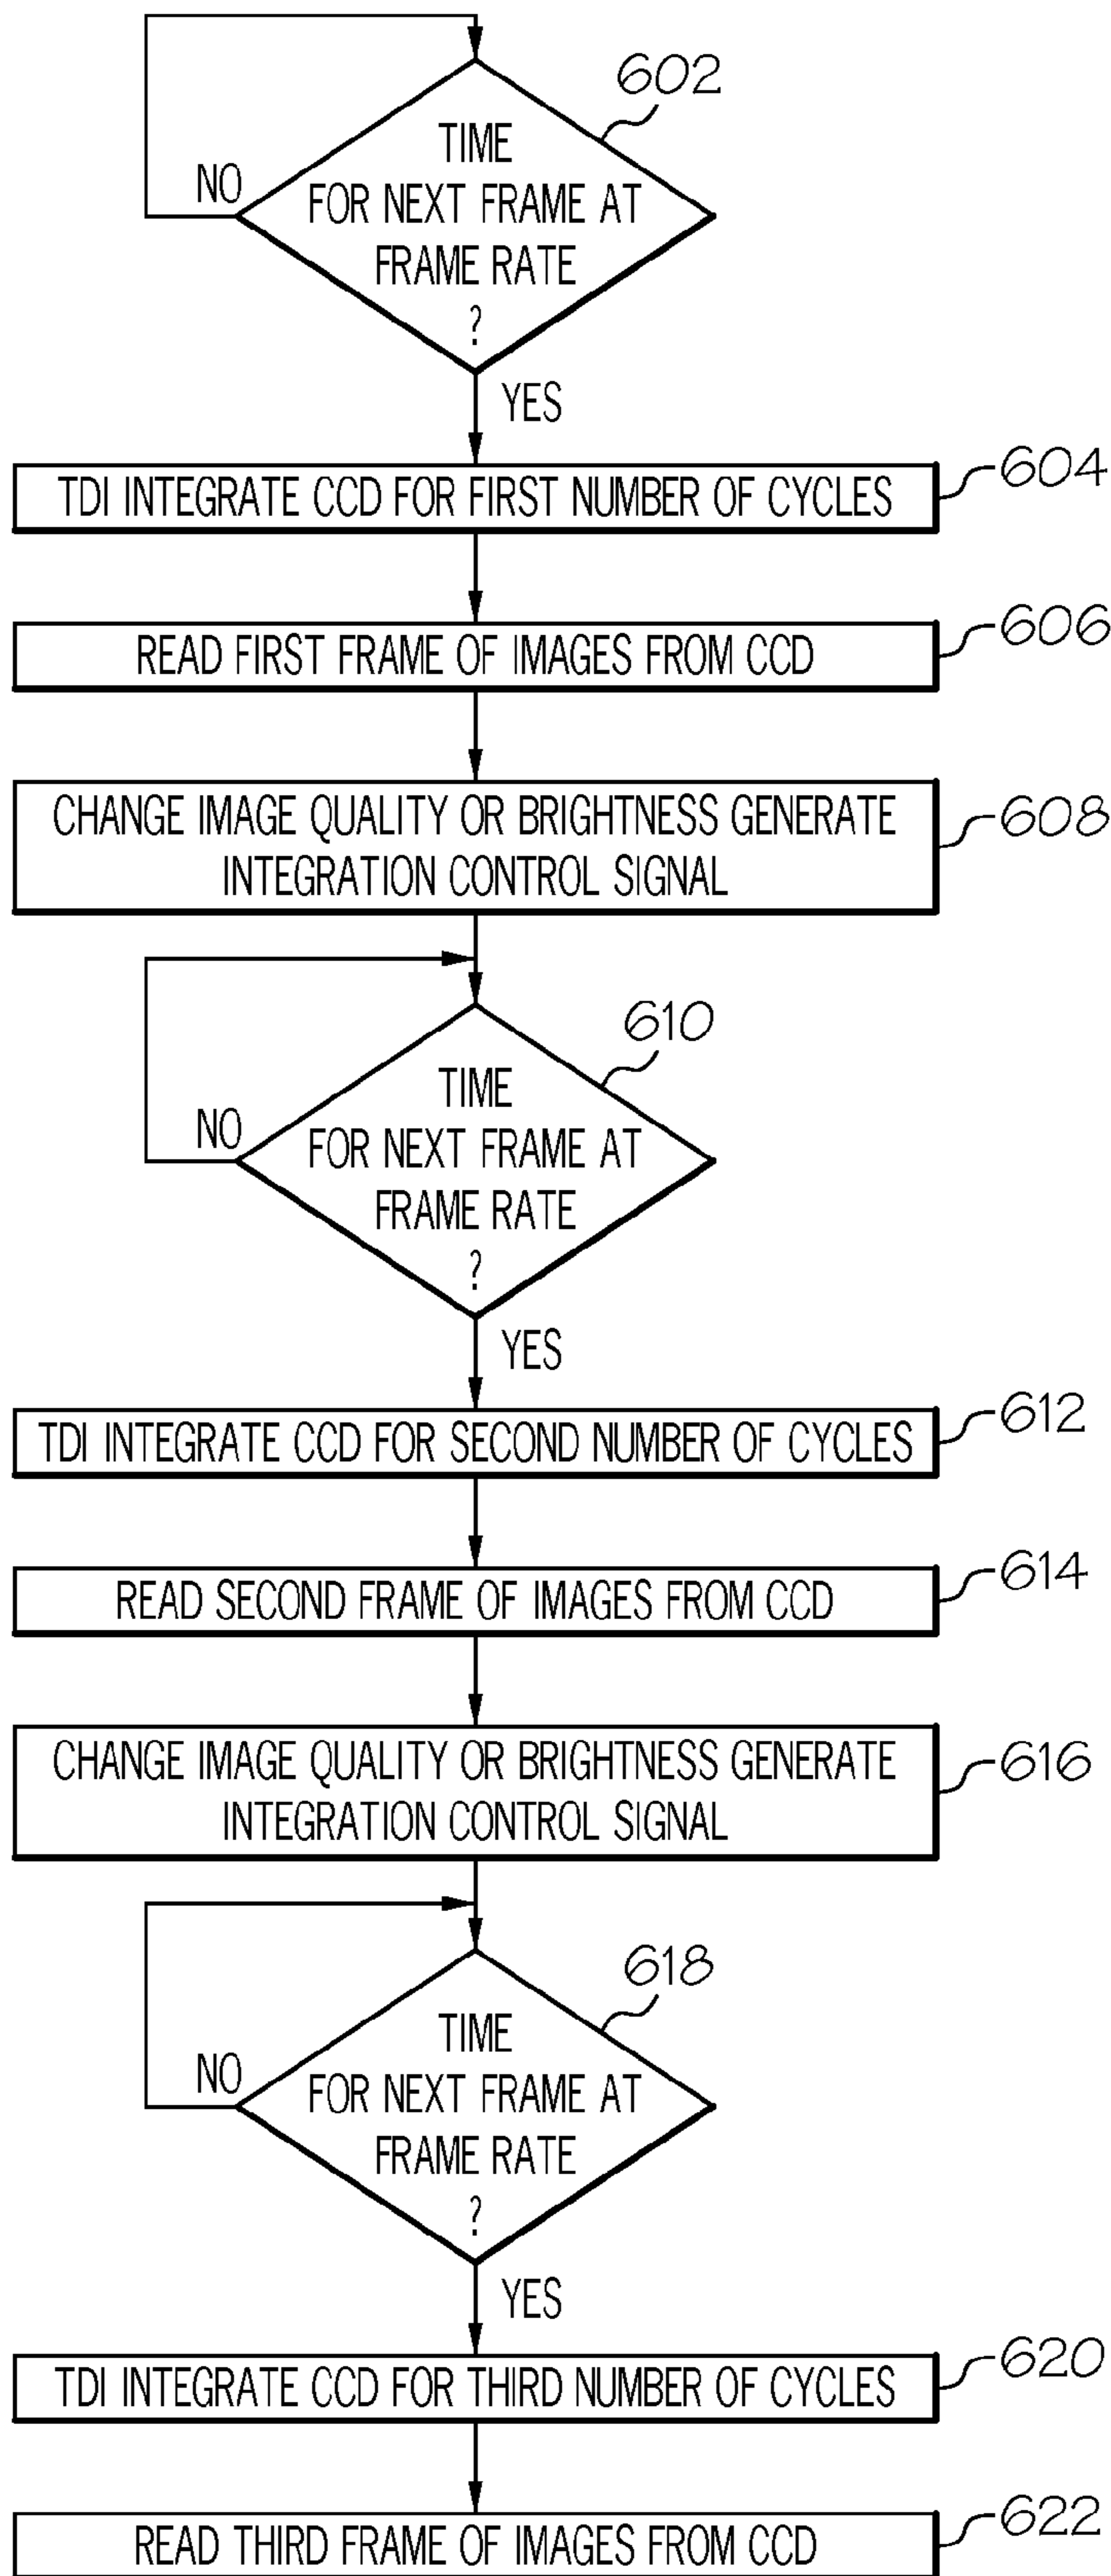 602
TIME
FOR NEXT FRAME AT
FRAME RATE
?
NO
YES
TDI INTEGRATE CCD FOR FIRST NUMBER OF CYCLES
604
READ FIRST FRAME OF IMAGES FROM CCD
606
CHANGE IMAGE QUALITY OR BRIGHTNESS GENERATE
INTEGRATION CONTROL SIGNAL
608
610
TIME
FOR NEXT FRAME AT
FRAME RATE
?
NO
YES
TDI INTEGRATE CCD FOR SECOND NUMBER OF CYCLES
612
READ SECOND FRAME OF IMAGES FROM CCD
614
CHANGE IMAGE QUALITY OR BRIGHTNESS GENERATE
INTEGRATION CONTROL SIGNAL
616
618
TIME
FOR NEXT FRAME AT
FRAME RATE
?
NO
YES
TDI INTEGRATE CCD FOR THIRD NUMBER OF CYCLES
620
READ THIRD FRAME OF IMAGES FROM CCD
622